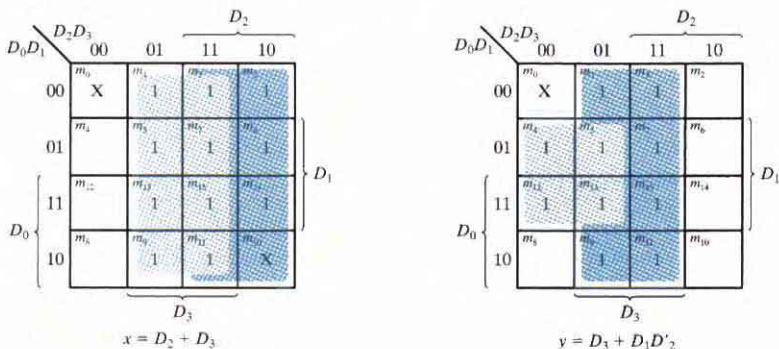 D₂
D₂D₃
D₀D₁ 00 01 11 10
m₀ m₁ m₃ m₂
00 X 1 1 1
m₄ m₅ m₇ m₆
01 1 1 1
D₁
m₁₂ m₁₃ m₁₅ m₁₄
11 1 1 1
D₀
m₈ m₉ m₁₁ m₁₀
10 1 1 X
D₃
x = D₂ + D₃
D₂
D₂D₃
D₀D₁ 00 01 11 10
m₀ m₁ m₃ m₂
00 X 1 1
m₄ m₅ m₇ m₆
01 1 1 1
D₁
m₁₂ m₁₃ m₁₅ m₁₄
11 1 1 1
D₀
m₈ m₉ m₁₁ m₁₀
10 1 1
D₃
y = D₃ + D₁D′₂